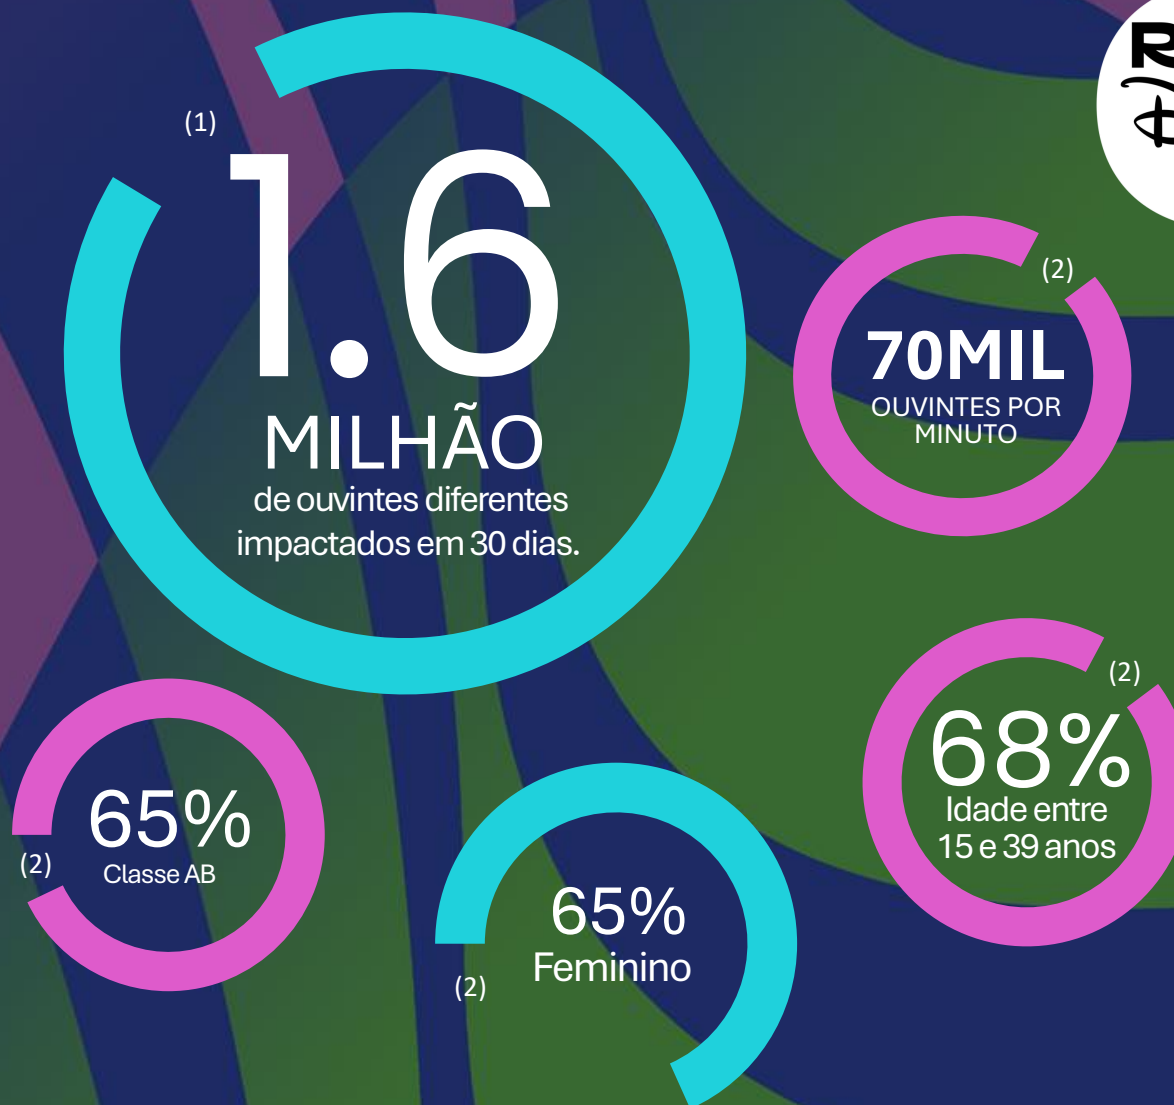 (1)
1.6
MILHÃO
de ouvintes diferentes
impactados em 30 dias.
(2)
70MIL
OUVINTES POR
MINUTO
(2)
68%
Idade entre
15 e 39 anos
65%
Classe AB
(2)
65%
Feminino
(2)